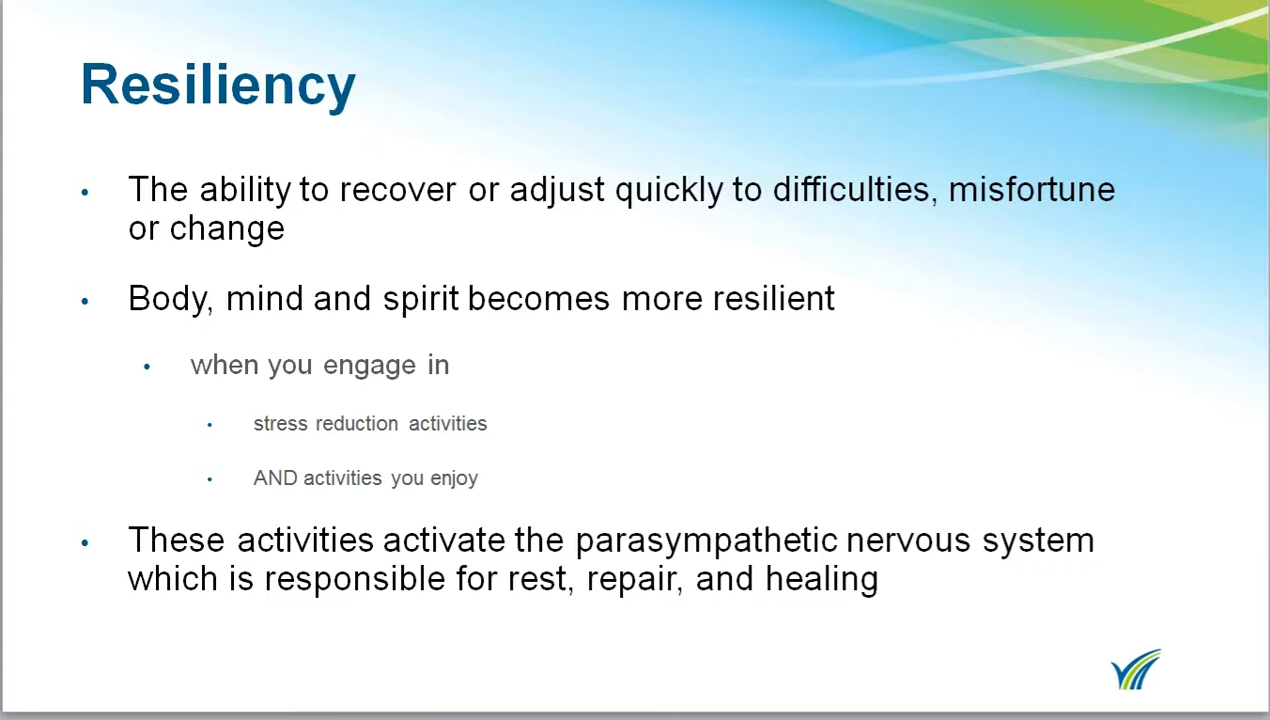 Resiliency
• The ability to recover or adjust quickly to difficulties, misfortune
or change
• Body, mind and spirit becomes more resilient
• when you engage in
• stress reduction activities
• AND activities you enjoy
• These activities activate the parasympathetic nervous system
which is responsible for rest, repair, and healing